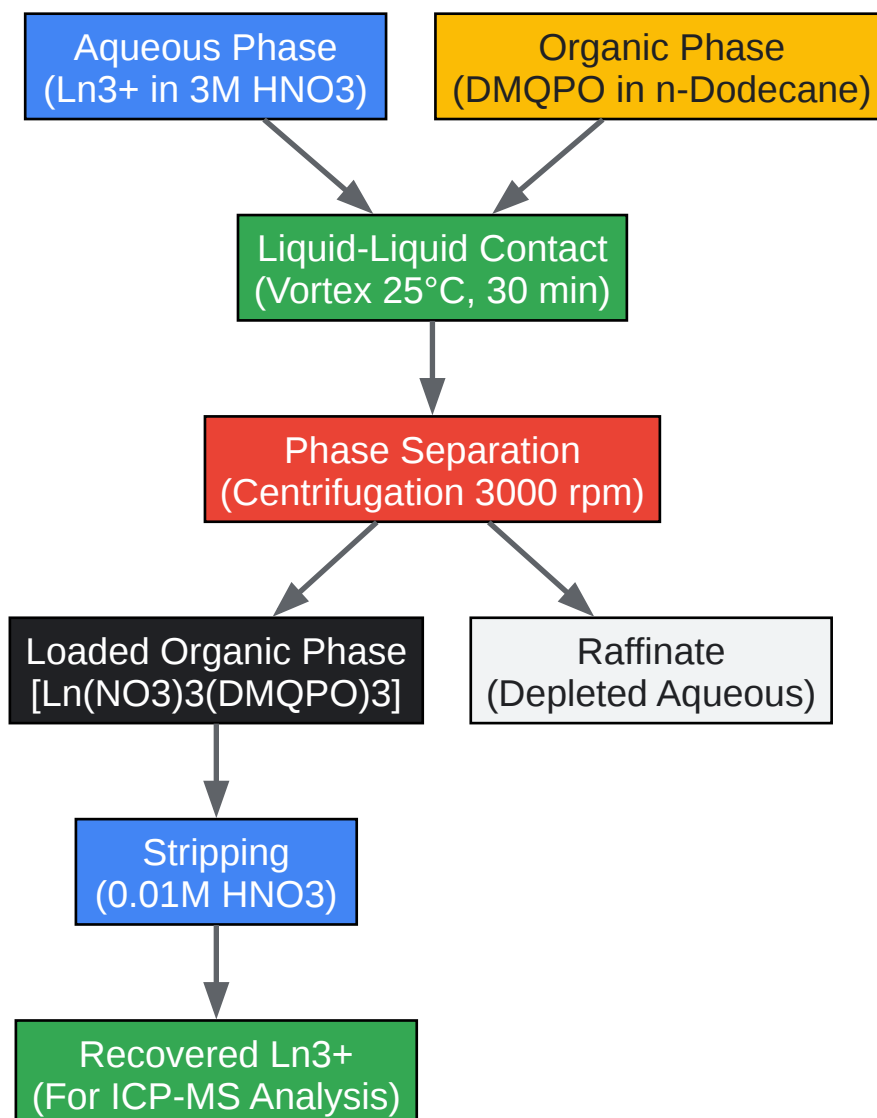 Aqueous Phase
(Ln3+ in 3M HNO3)
Organic Phase
(DMQPO in n-Dodecane)
Liquid-Liquid Contact
(Vortex 25°C, 30 min)
Phase Separation
(Centrifugation 3000 rpm)
Loaded Organic Phase
[Ln(NO3)3(DMQPO)3]
Raffinate
(Depleted Aqueous)
Stripping
(0.01M HNO3)
Recovered Ln3+
(For ICP-MS Analysis)